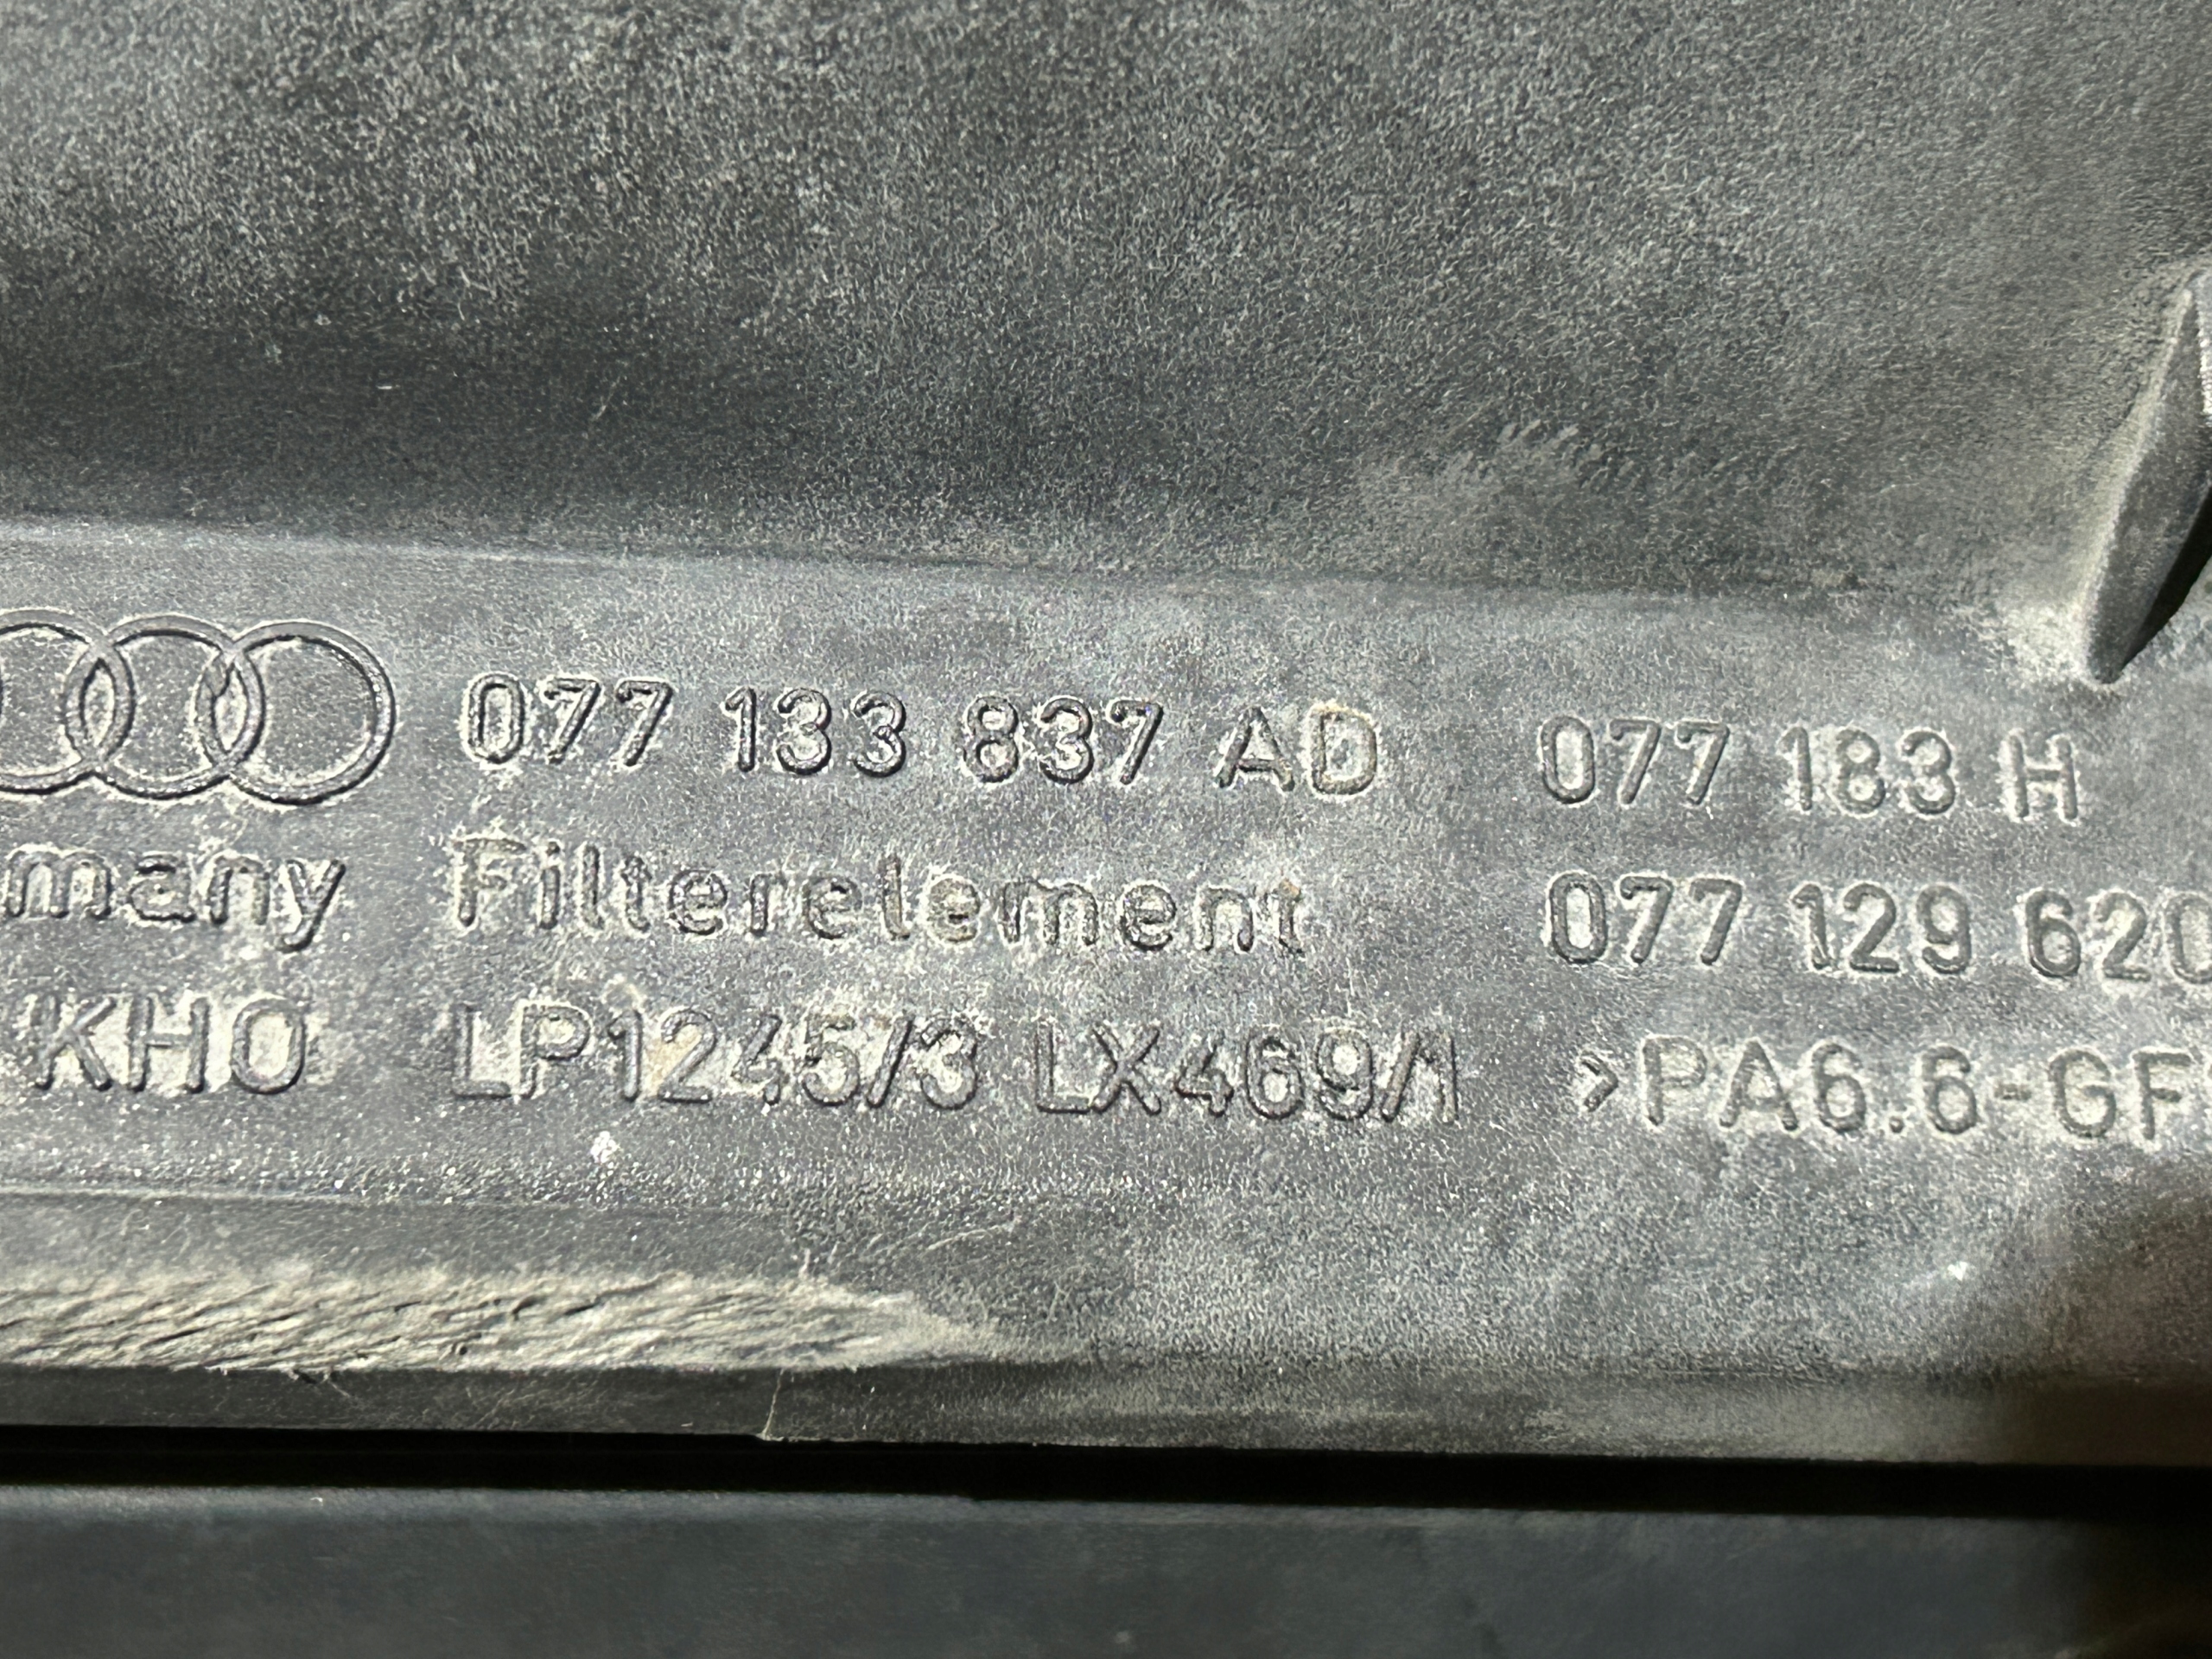 077 133 837 AD 077 183 H
many Filterelement 077 129 620
KHO LP1245/3 LX469/1 >PA6.6-GF